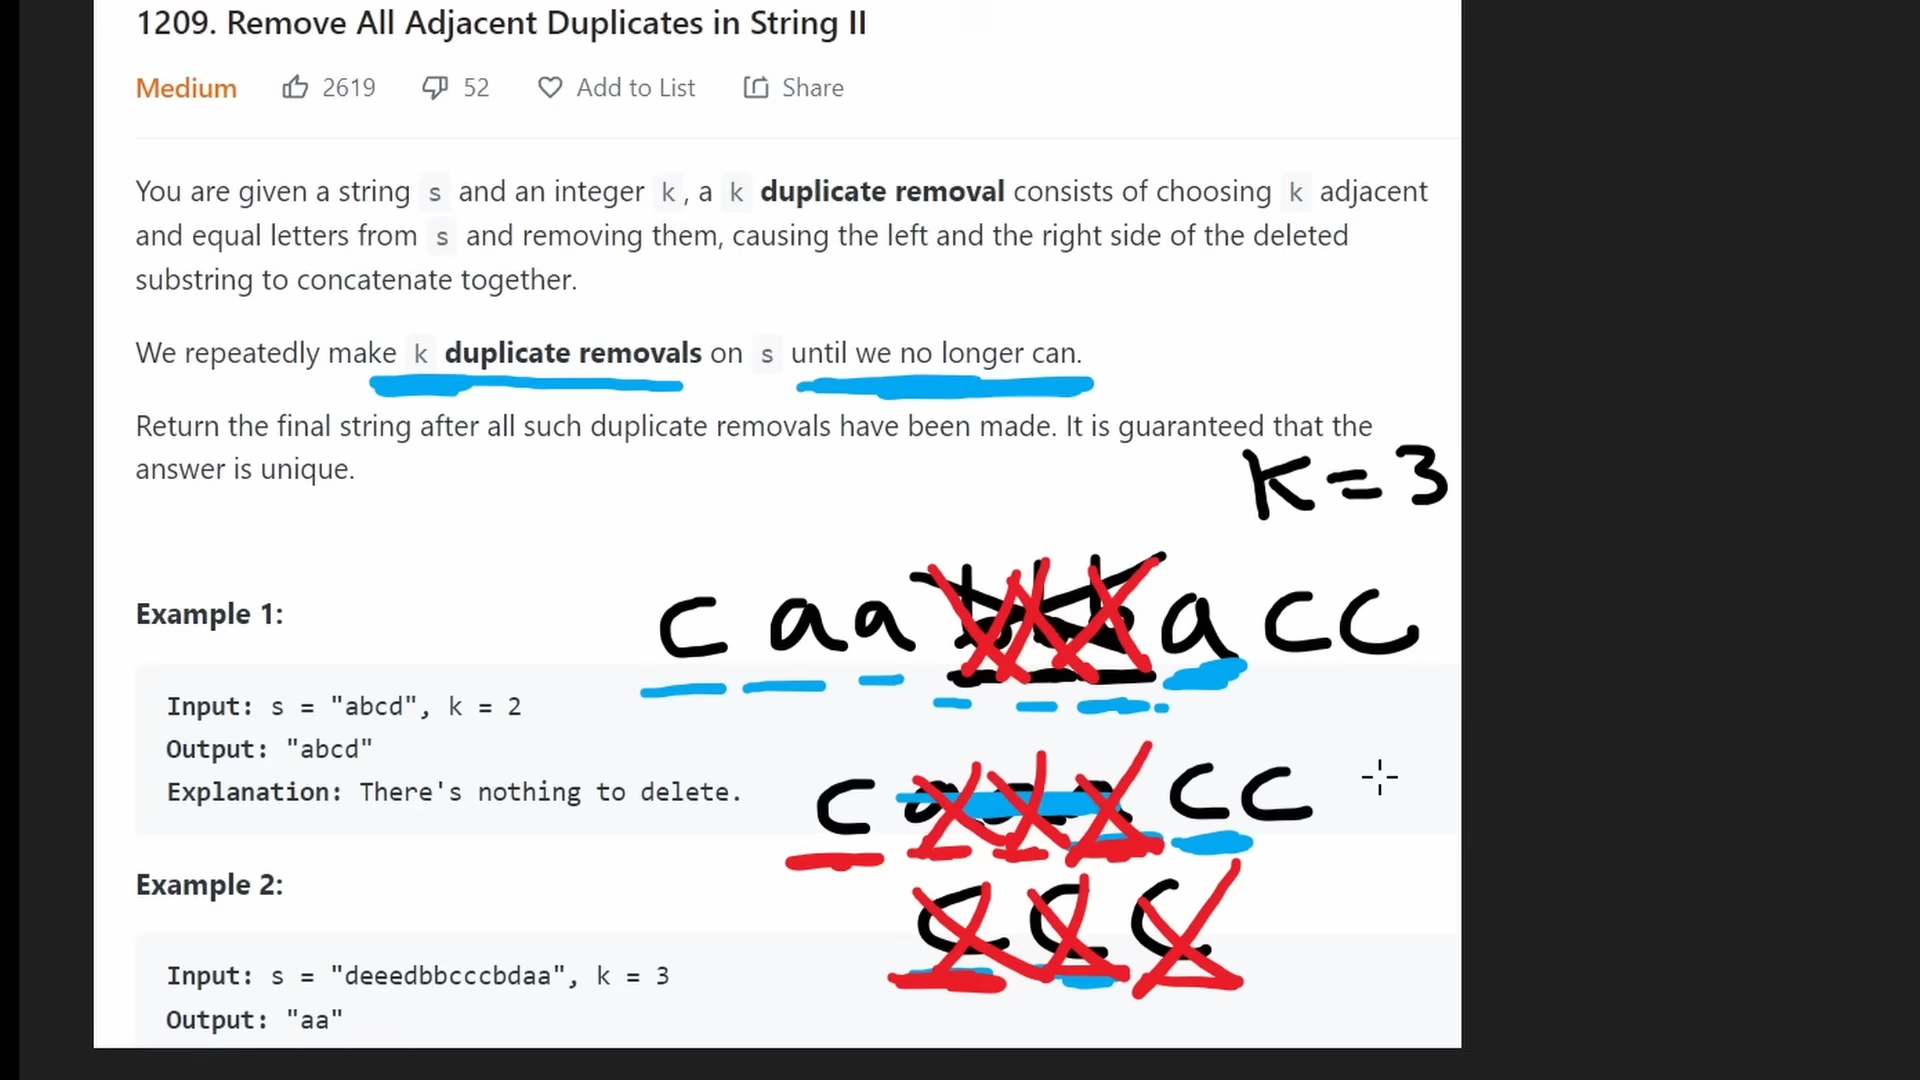 1209. Remove All Adjacent Duplicates in String II
Medium 2619 52 Add to List Share
You are given a string s and an integer k, a k duplicate removal consists of choosing k adjacent
and equal letters from s and removing them, causing the left and the right side of the deleted
substring to concatenate together.
We repeatedly make k duplicate removals on s until we no longer can.
Return the final string after all such duplicate removals have been made. It is guaranteed that the
answer is unique.
K=3
Example 1:
c aa bbb a cc
Input: s = "abcd", k = 2
Output: "abcd"
Explanation: There's nothing to delete.
c aaa cc
Example 2:
c c c
Input: s = "deeedbbcccbdaa", k = 3
Output: "aa"